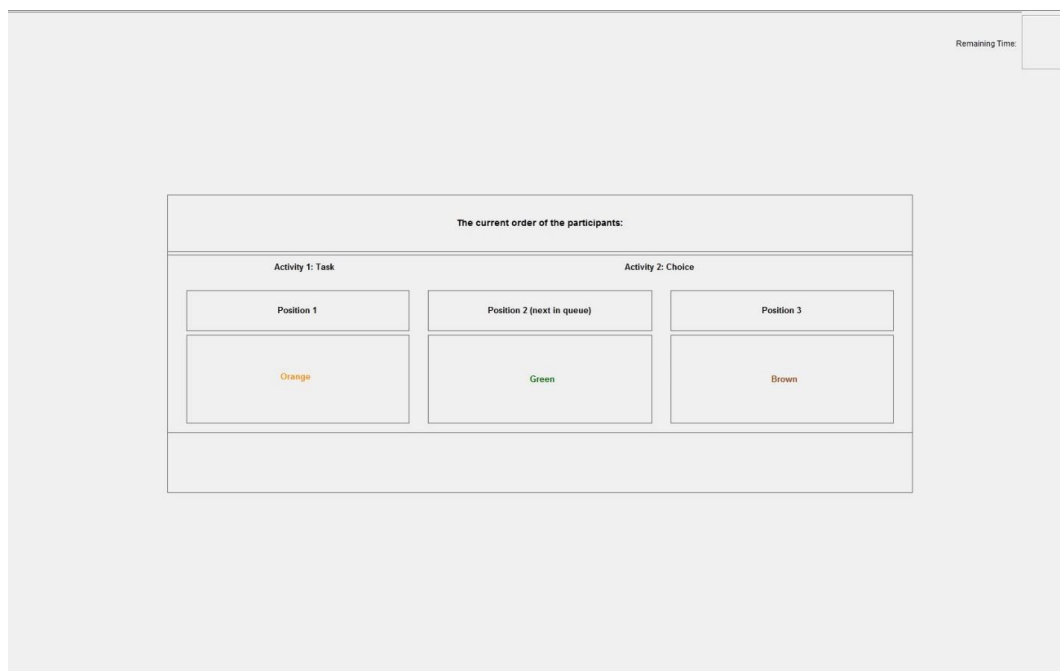 Remaining Time:
The current order of the participants:
Activity 1: Task
Activity 2: Choice
Position 1
Position 2 (next in queue)
Position 3
Orange
Green
Brown